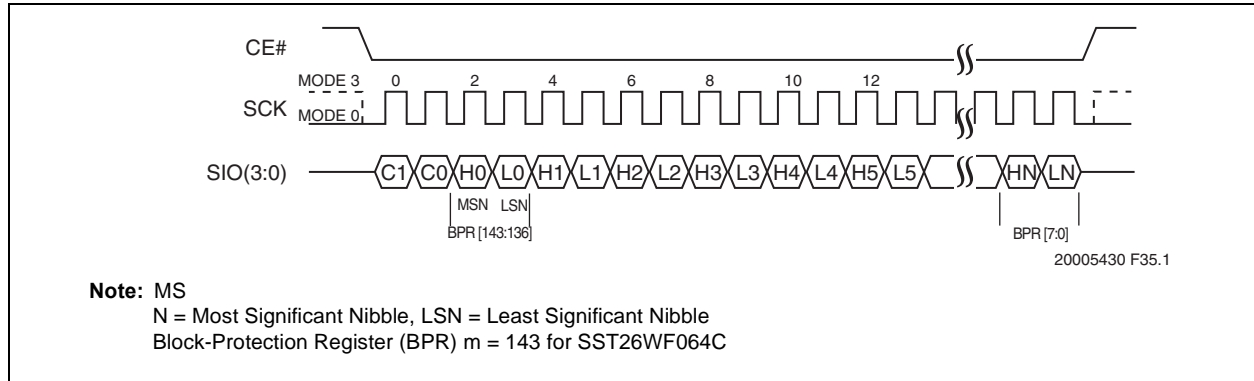 CE#
MODE 3 0 2 4 6 8 10 12
SCK
MODE 0
SIO(3:0) C1 C0 H0 L0 H1 L1 H2 L2 H3 L3 H4 L4 H5 L5 HN LN
MSN LSN
BPR [143:136] BPR [7:0]
20005430 F35.1
Note: MS
N = Most Significant Nibble, LSN = Least Significant Nibble
Block-Protection Register (BPR) m = 143 for SST26WF064C